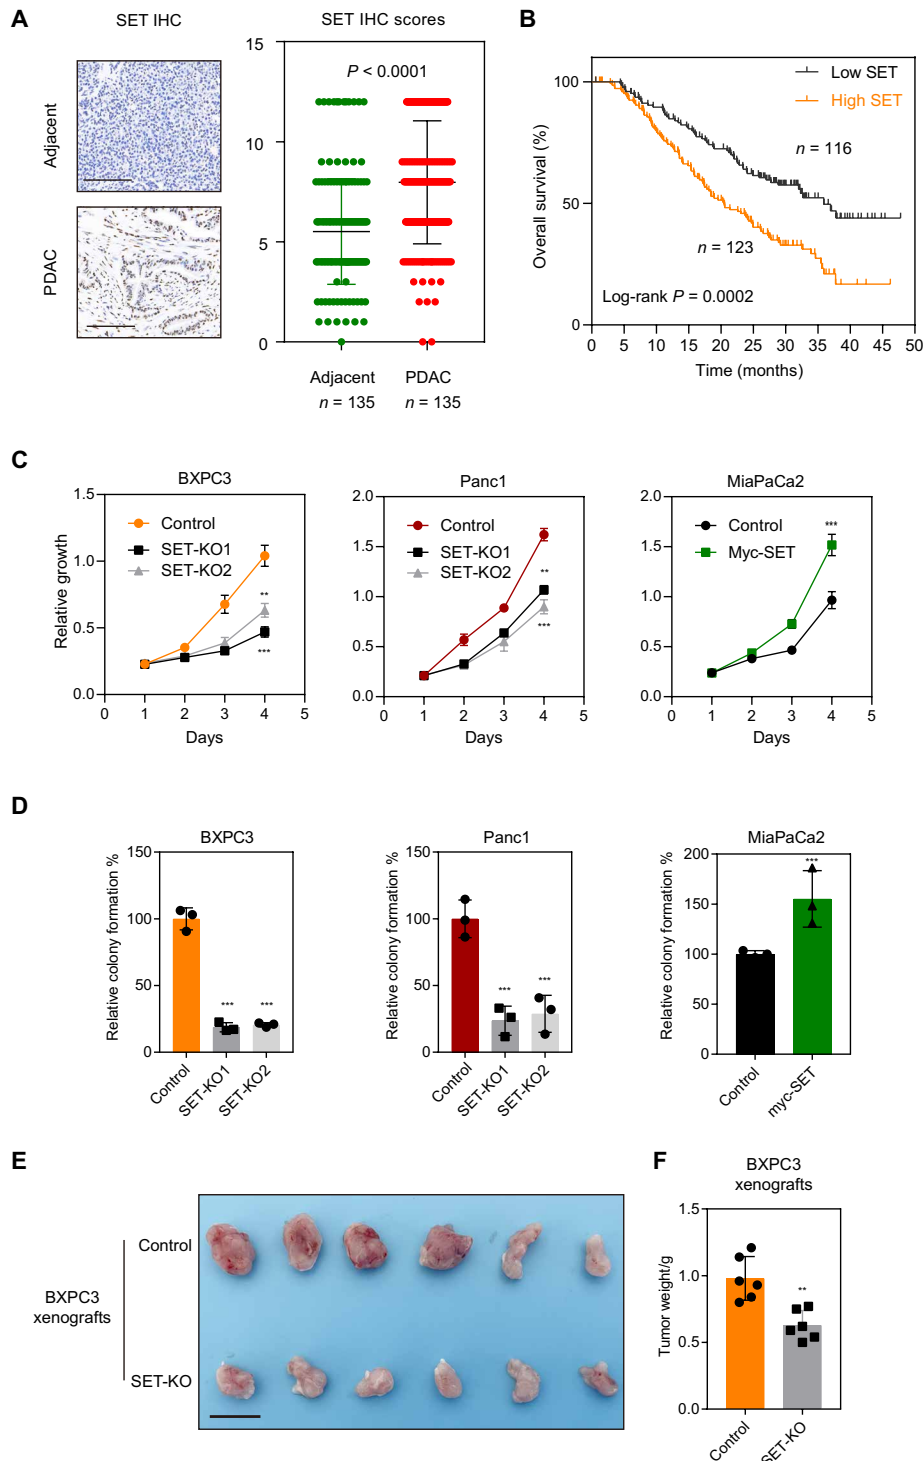 A
SET IHC
Adjacent
PDAC
SET IHC scores
15
10
5
0
P < 0.0001
Adjacent
PDAC
n = 135
n = 135
B
Overall survival (%)
100
50
0
Low SET
High SET
n = 116
n = 123
Log-rank P = 0.0002
0 5 10 15 20 25 30 35 40 45 50
Time (months)
C
BXPC3
Relative growth
1.5
1.0
0.5
0.0
Control
SET-KO1
SET-KO2
**
***
0 1 2 3 4 5
Days
Panc1
2.0
1.5
1.0
0.5
0.0
Control
SET-KO1
SET-KO2
**
***
0 1 2 3 4 5
Days
MiaPaCa2
2.0
1.5
1.0
0.5
0.0
Control
Myc-SET
***
0 1 2 3 4 5
Days
D
BXPC3
Relative colony formation %
150
100
50
0
*** ***
Control
SET-KO1
SET-KO2
Panc1
Relative colony formation %
150
100
50
0
*** ***
Control
SET-KO1
SET-KO2
MiaPaCa2
Relative colony formation %
200
150
100
50
0
***
Control
myc-SET
E
BXPC3
xenografts
Control
SET-KO
F
BXPC3
xenografts
Tumor weight/g
1.5
1.0
0.5
0.0
**
Control
SET-KO